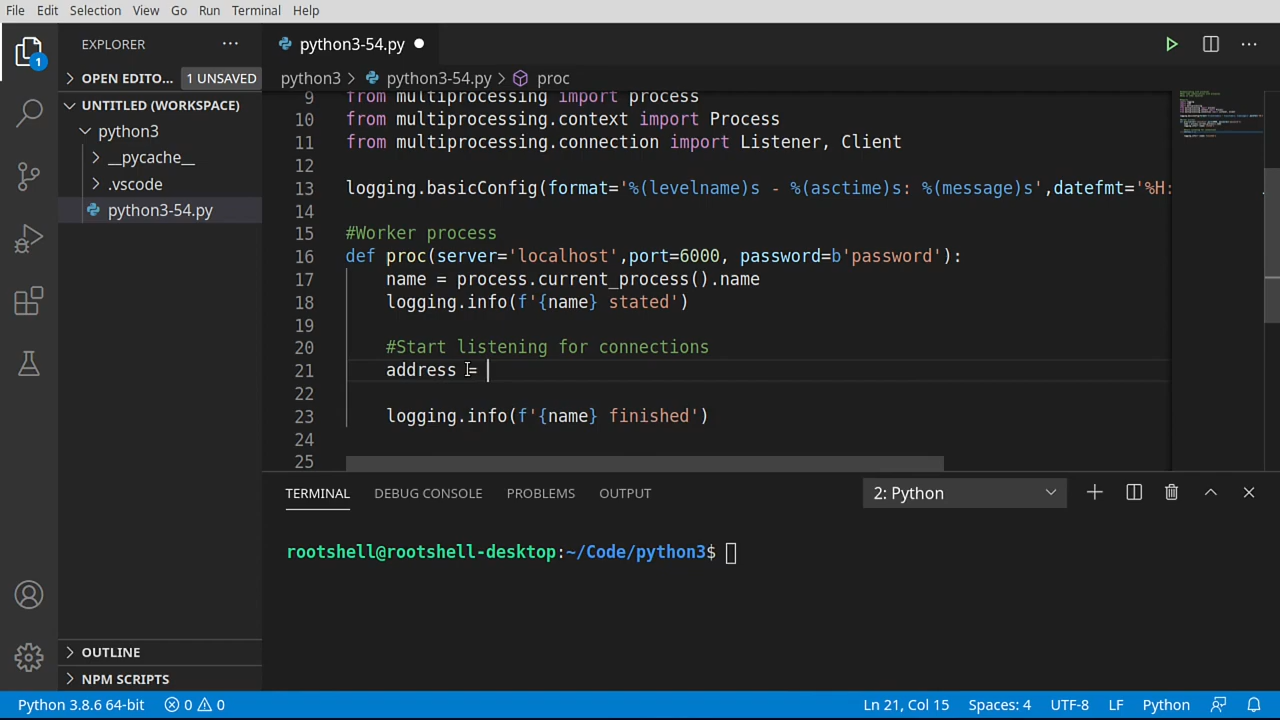 File Edit Selection View Go Run Terminal Help
EXPLORER
python3-54.py
OPEN EDITO... 1 UNSAVED
python3 > python3-54.py > proc
UNTITLED (WORKSPACE)
python3
__pycache__
.vscode
python3-54.py
1
9 from multiprocessing import process
10 from multiprocessing.context import Process
11 from multiprocessing.connection import Listener, Client
12
13 logging.basicConfig(format='%(levelname)s - %(asctime)s: %(message)s',datefmt='%H:
14
15 #Worker process
16 def proc(server='localhost',port=6000, password=b'password'):
17 name = process.current_process().name
18 logging.info(f'{name} stated')
19
20 #Start listening for connections
21 address =
22
23 logging.info(f'{name} finished')
24
25
TERMINAL DEBUG CONSOLE PROBLEMS OUTPUT 2: Python
rootshell@rootshell-desktop:~/Code/python3$
OUTLINE
NPM SCRIPTS
Python 3.8.6 64-bit 0 0 Ln 21, Col 15 Spaces: 4 UTF-8 LF Python